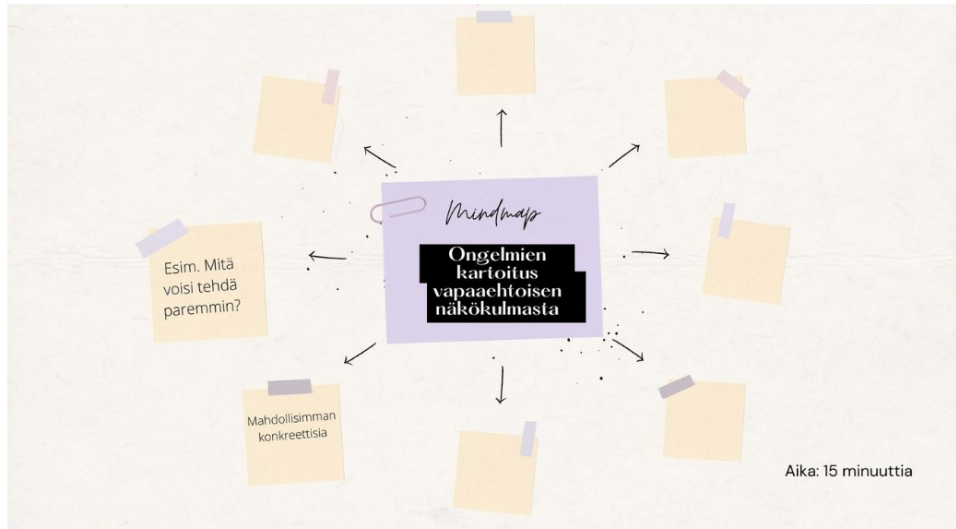 Mindmap
Ongelmien
kartoitus
vapaaehtoisen
näkökulmasta
Esim. Mitä
voisi tehdä
paremmin?
Mahdollisimman
konkreettisia
Aika: 15 minuuttia